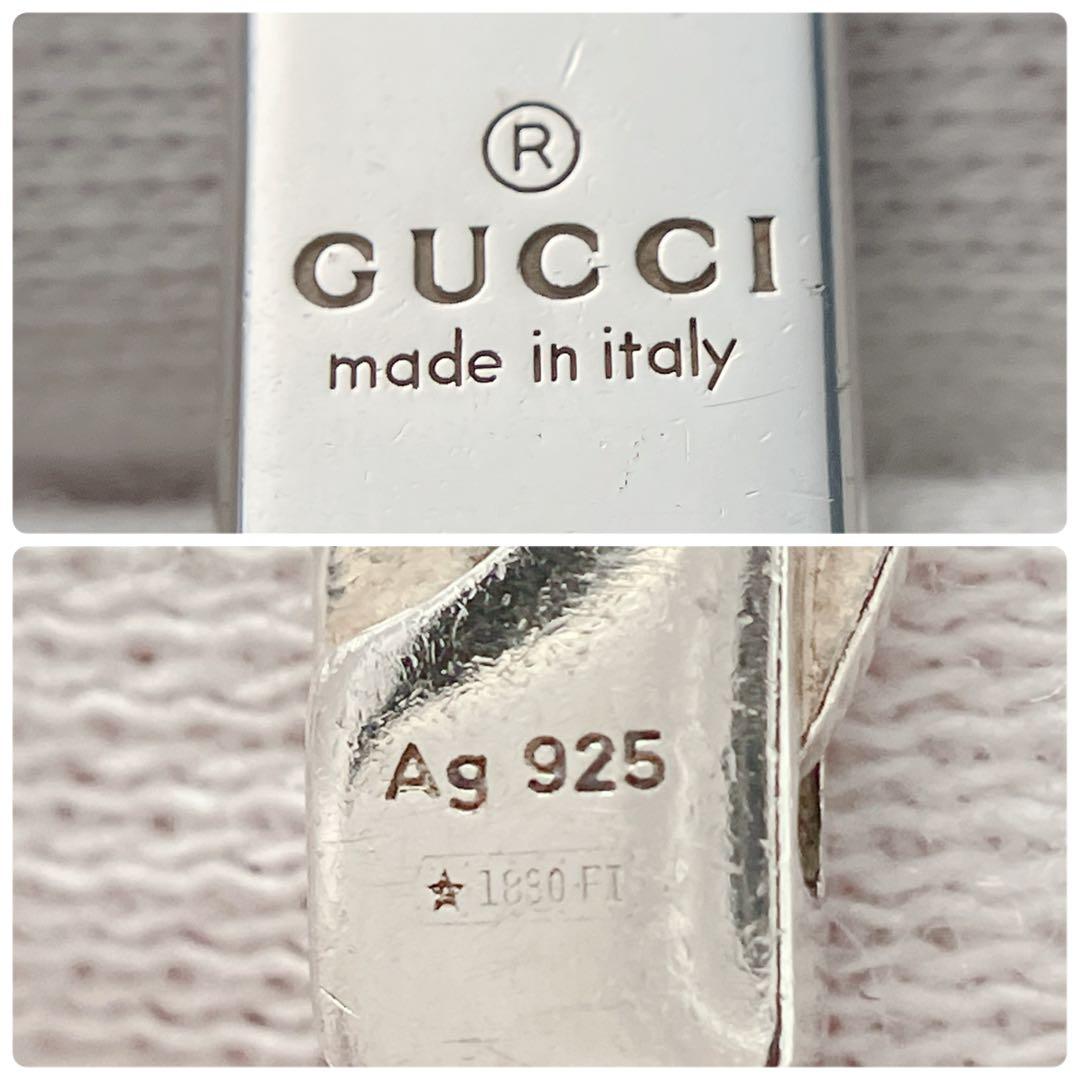 ®
GUCCI
made in italy
Ag 925
★1890 FI